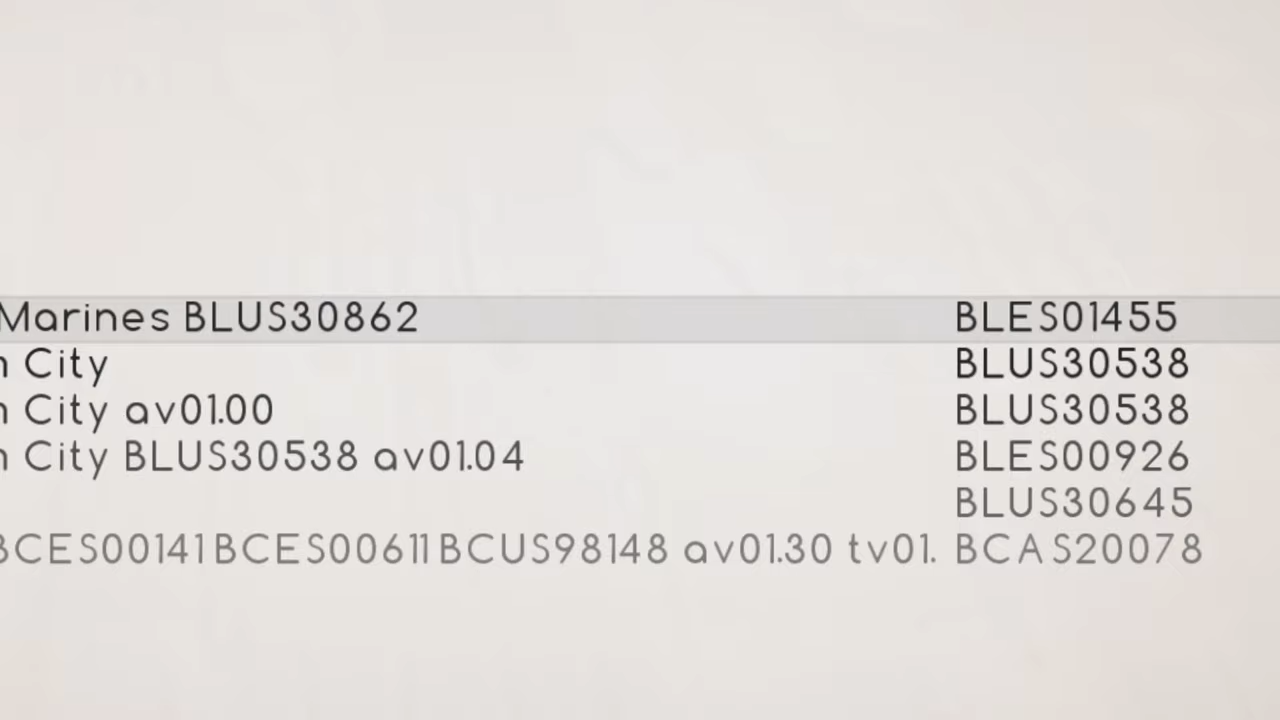 Marines BLUS30862 BLES01455
n City BLUS30538
n City av01.00 BLUS30538
n City BLUS30538 av01.04 BLES00926
BLUS30645
BCES00141 BCES00611 BCUS98148 av01.30 tv01. BCAS20078